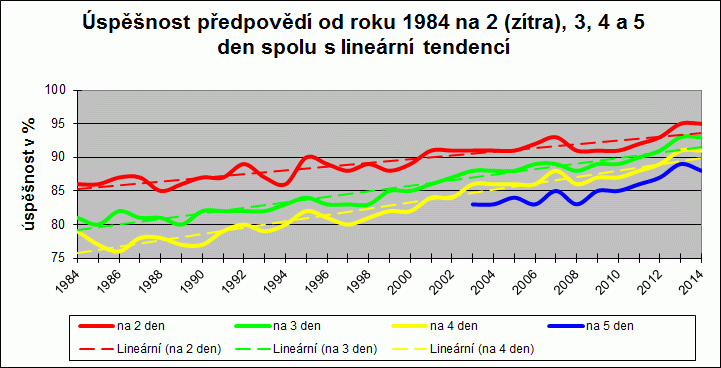 Úspěšnost předpovědí od roku 1984 na 2 (zítra), 3, 4 a 5
den spolu s lineární tendencí
úspěšnost v %
100
95
90
85
80
75
1984 1986 1988 1990 1992 1994 1996 1998 2000 2002 2004 2006 2008 2010 2012 2014
na 2 den na 3 den na 4 den na 5 den
Lineární (na 2 den) Lineární (na 3 den) Lineární (na 4 den)